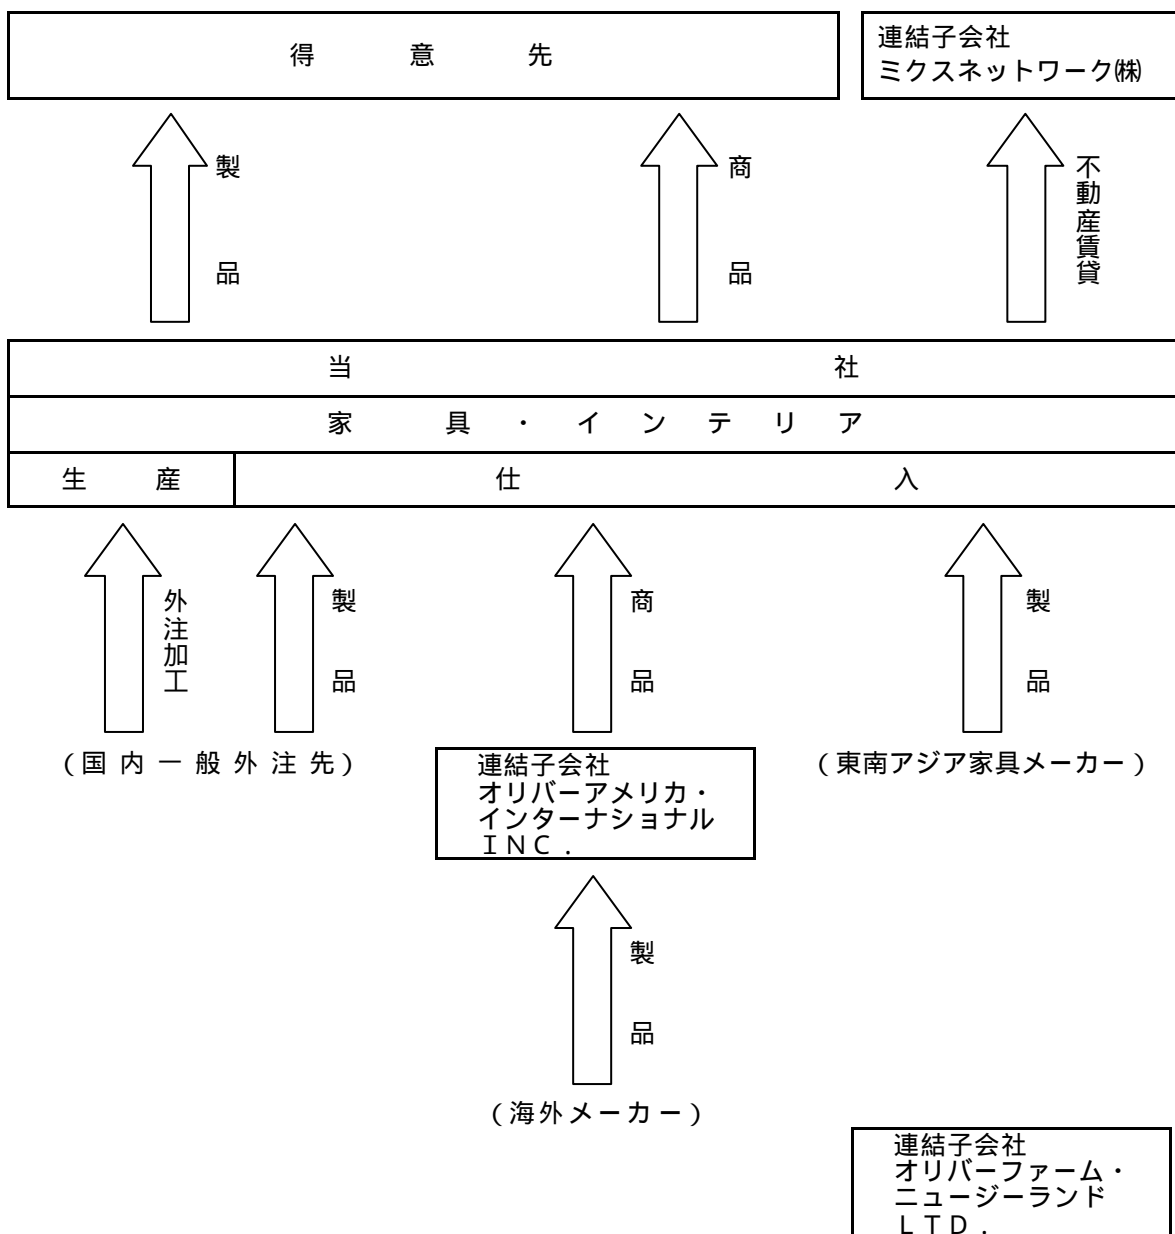 得意先
連結子会社
ミクスネットワーク㈱
製品
商品
不動産賃貸
当社
家具・インテリア
生産
仕入
外注加工
製品
商品
製品
(国内一般外注先)
連結子会社
オリバーアメリカ・
インターナショナル
ＩＮＣ．
(東南アジア家具メーカー)
製品
(海外メーカー)
連結子会社
オリバーファーム・
ニュージーランド
ＬＴＤ．